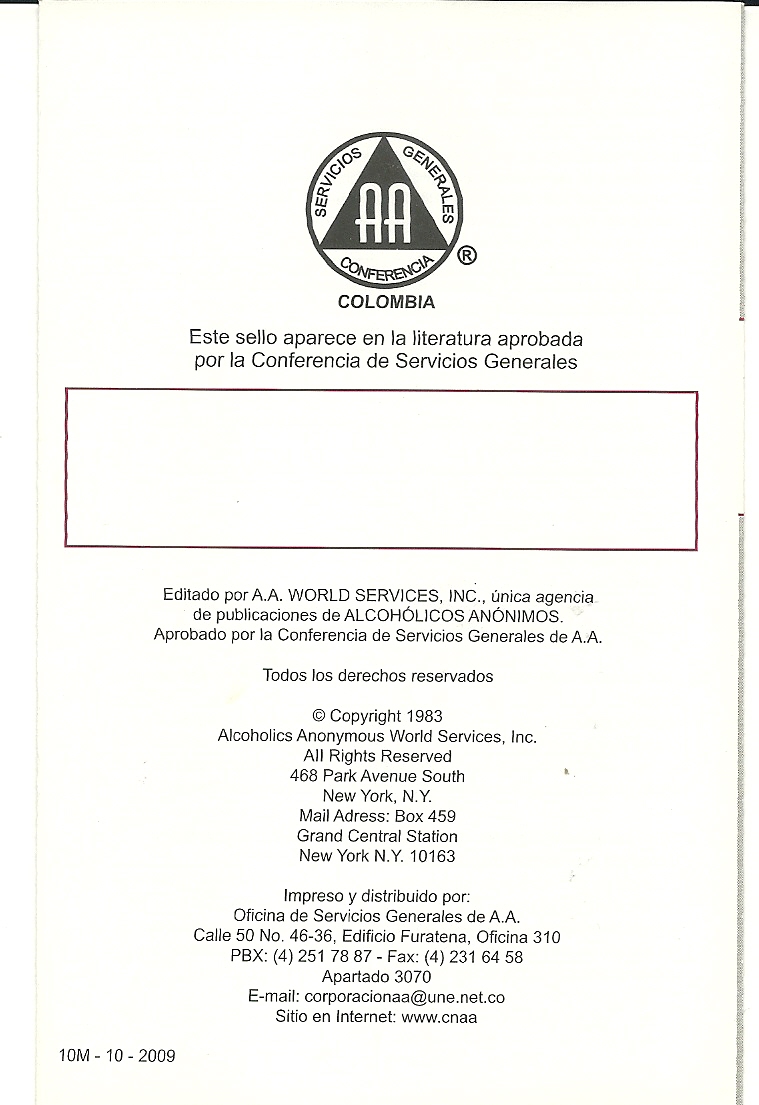 SERVICIOS GENERALES
AA
CONFERENCIA
®
COLOMBIA
Este sello aparece en la literatura aprobada
por la Conferencia de Servicios Generales
Editado por A.A. WORLD SERVICES, INC., única agencia
de publicaciones de ALCOHÓLICOS ANÓNIMOS.
Aprobado por la Conferencia de Servicios Generales de A.A.
Todos los derechos reservados
© Copyright 1983
Alcoholics Anonymous World Services, Inc.
All Rights Reserved
468 Park Avenue South
New York, N.Y.
Mail Adress: Box 459
Grand Central Station
New York N.Y. 10163
Impreso y distribuido por:
Oficina de Servicios Generales de A.A.
Calle 50 No. 46-36, Edificio Furatena, Oficina 310
PBX: (4) 251 78 87 - Fax: (4) 231 64 58
Apartado 3070
E-mail: corporacionaa@une.net.co
Sitio en Internet: www.cnaa
10M - 10 - 2009